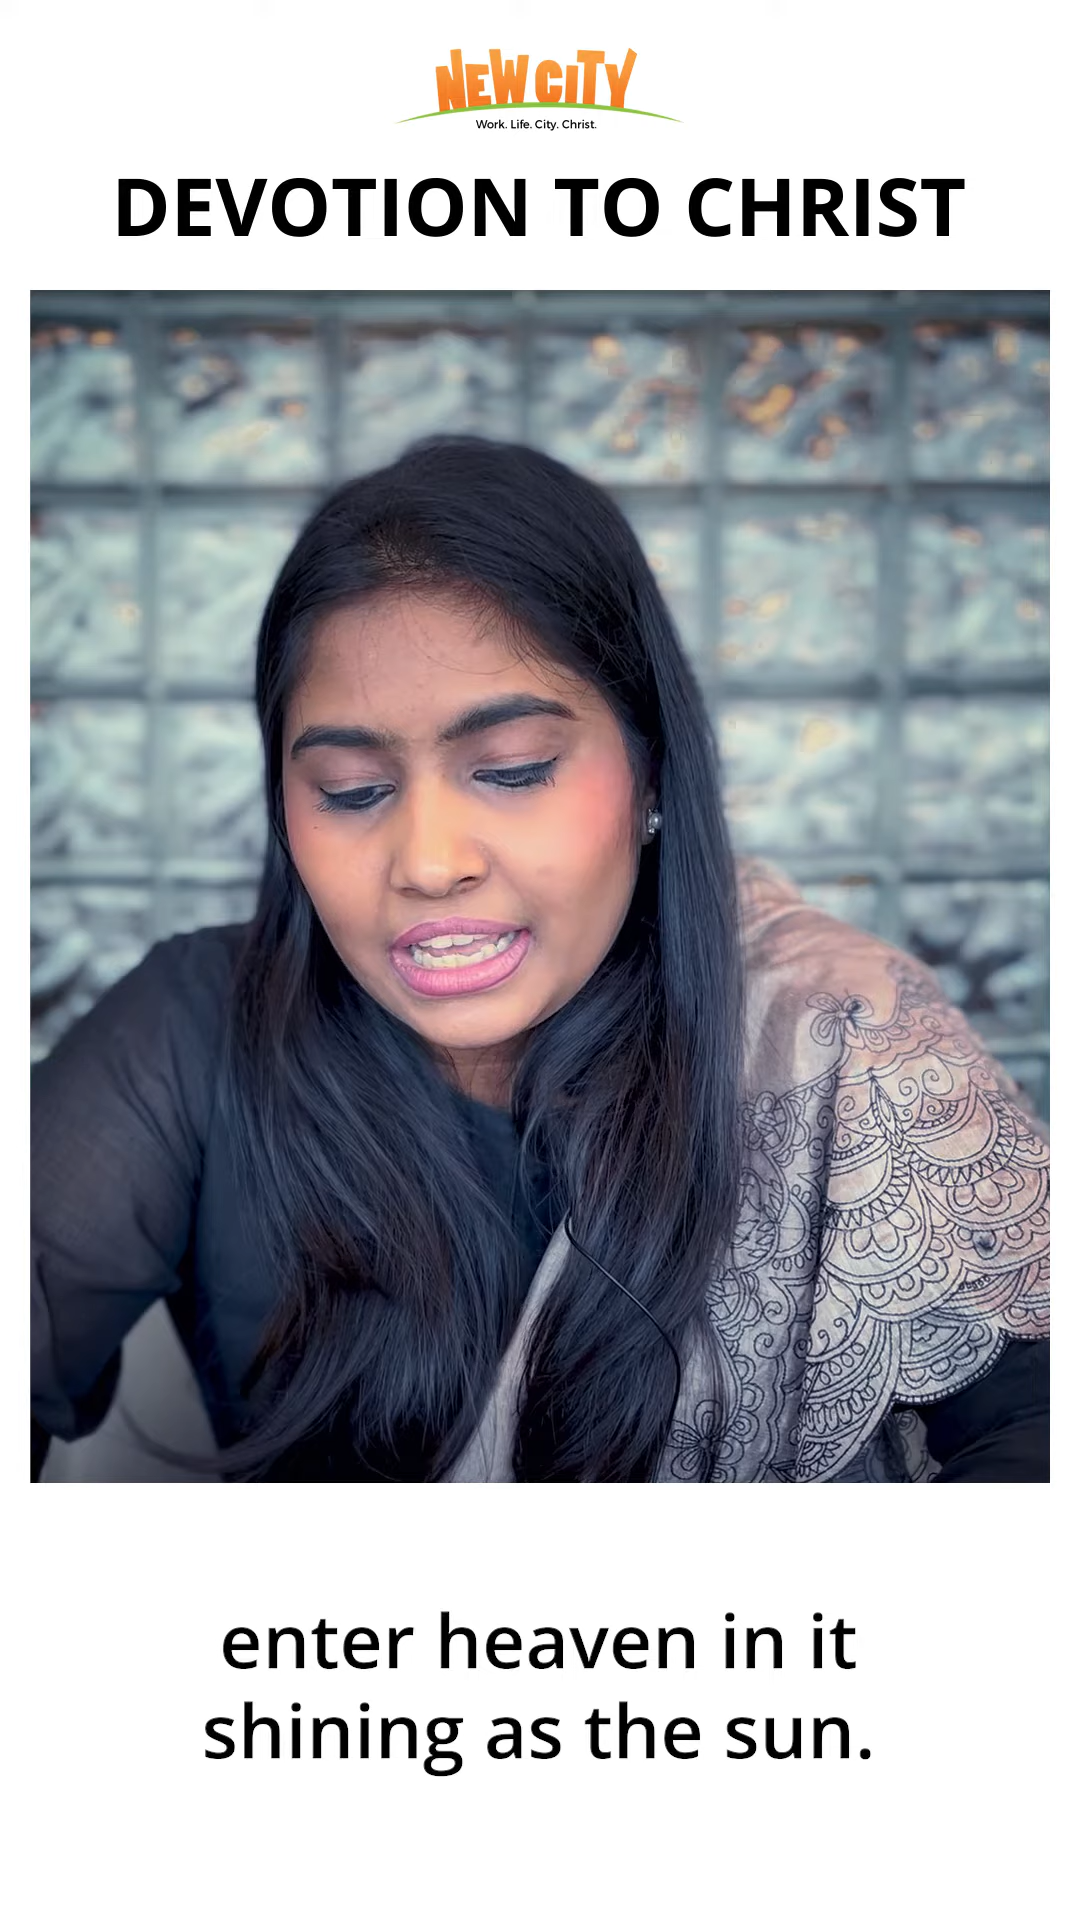 NEW CITY
Work. Life. City. Christ.
DEVOTION TO CHRIST
enter heaven in it
shining as the sun.